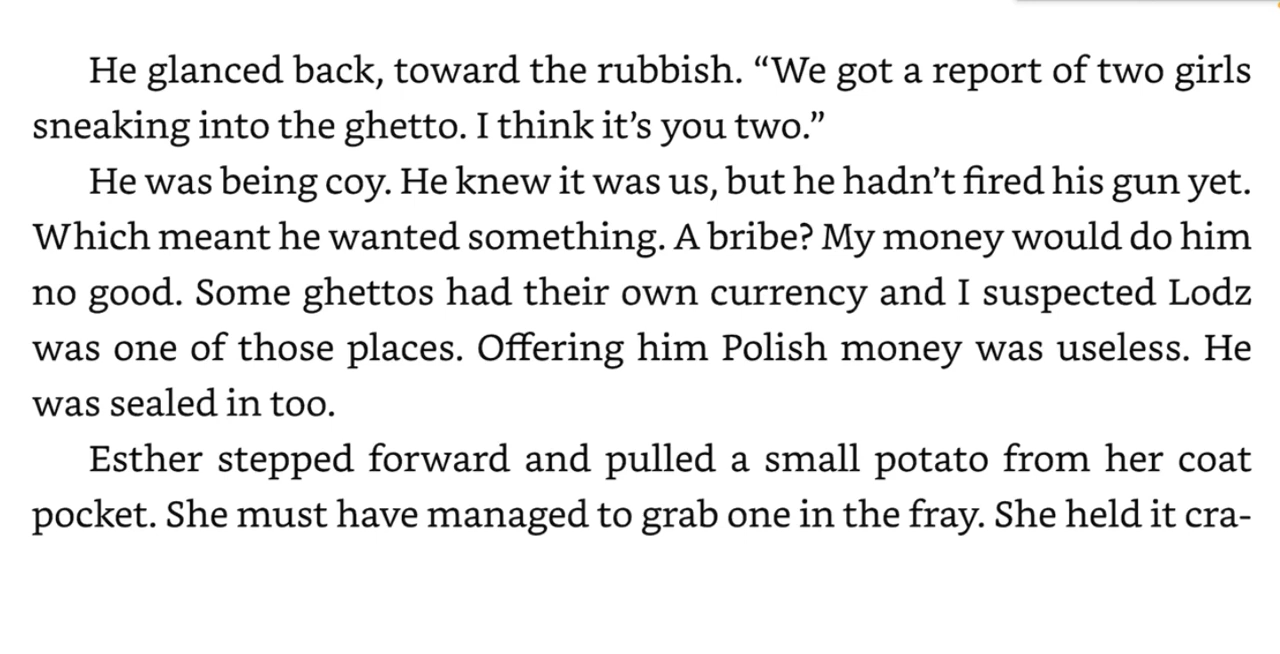 He glanced back, toward the rubbish. “We got a report of two girls
sneaking into the ghetto. I think it’s you two.”
He was being coy. He knew it was us, but he hadn’t fired his gun yet.
Which meant he wanted something. A bribe? My money would do him
no good. Some ghettos had their own currency and I suspected Lodz
was one of those places. Offering him Polish money was useless. He
was sealed in too.
Esther stepped forward and pulled a small potato from her coat
pocket. She must have managed to grab one in the fray. She held it cra-